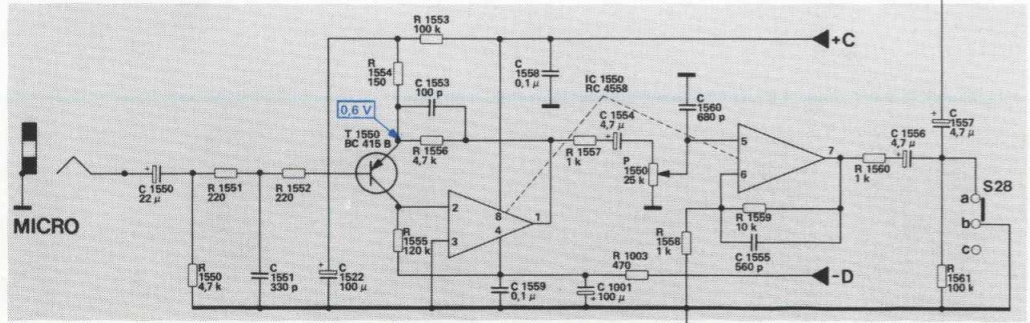 R 1553
100 k
+C
R
1554
150
C 1553
100 p
C
1558
0,1 µ
IC 1550
RC 4558
C
1560
680 p
+
C
1557
4,7 µ
0,6 V
T 1550
BC 415 B
R 1556
4,7 k
C 1554
4,7 µ
+
R 1557
1 k
P
1550
25 k
5
6
7
C 1556
4,7 µ
+
R 1560
1 k
S28
a
b
c
MICRO
+
C 1550
22 µ
R 1551
220
R 1552
220
2
3
8
4
1
R
1555
120 k
R 1559
10 k
R
1558
1 k
C 1555
560 p
R
1550
4,7 k
C
1551
330 p
+
C
1522
100 µ
C 1559
0,1 µ
+
C 1001
100 µ
R 1003
470
-D
R
1561
100 k